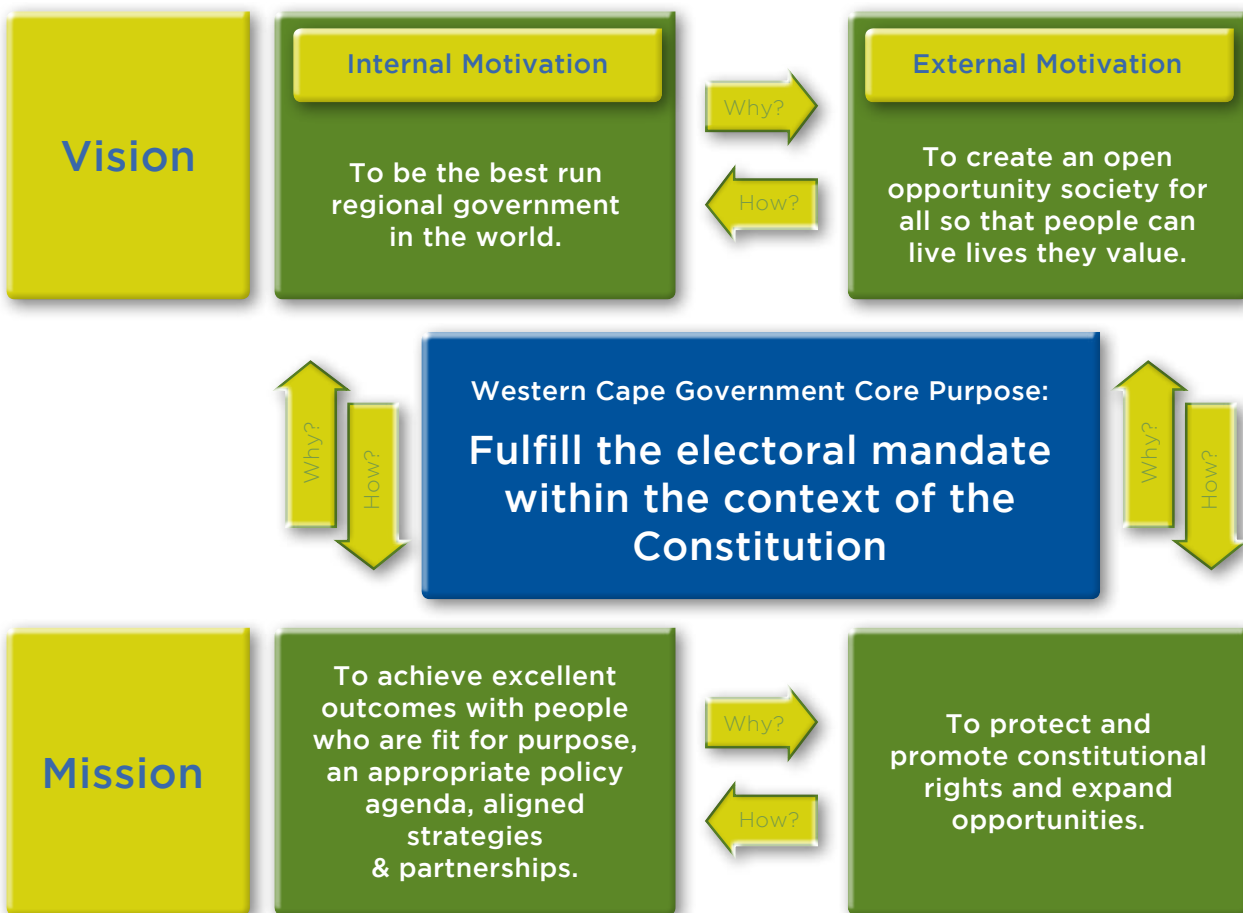 Vision
Internal Motivation
To be the best run
regional government
in the world.
Why?
How?
External Motivation
To create an open
opportunity society for
all so that people can
live lives they value.
Why?
How?
Western Cape Government Core Purpose:
Fulfill the electoral mandate
within the context of the
Constitution
Why?
How?
Mission
To achieve excellent
outcomes with people
who are fit for purpose,
an appropriate policy
agenda, aligned
strategies
& partnerships.
Why?
How?
To protect and
promote constitutional
rights and expand
opportunities.